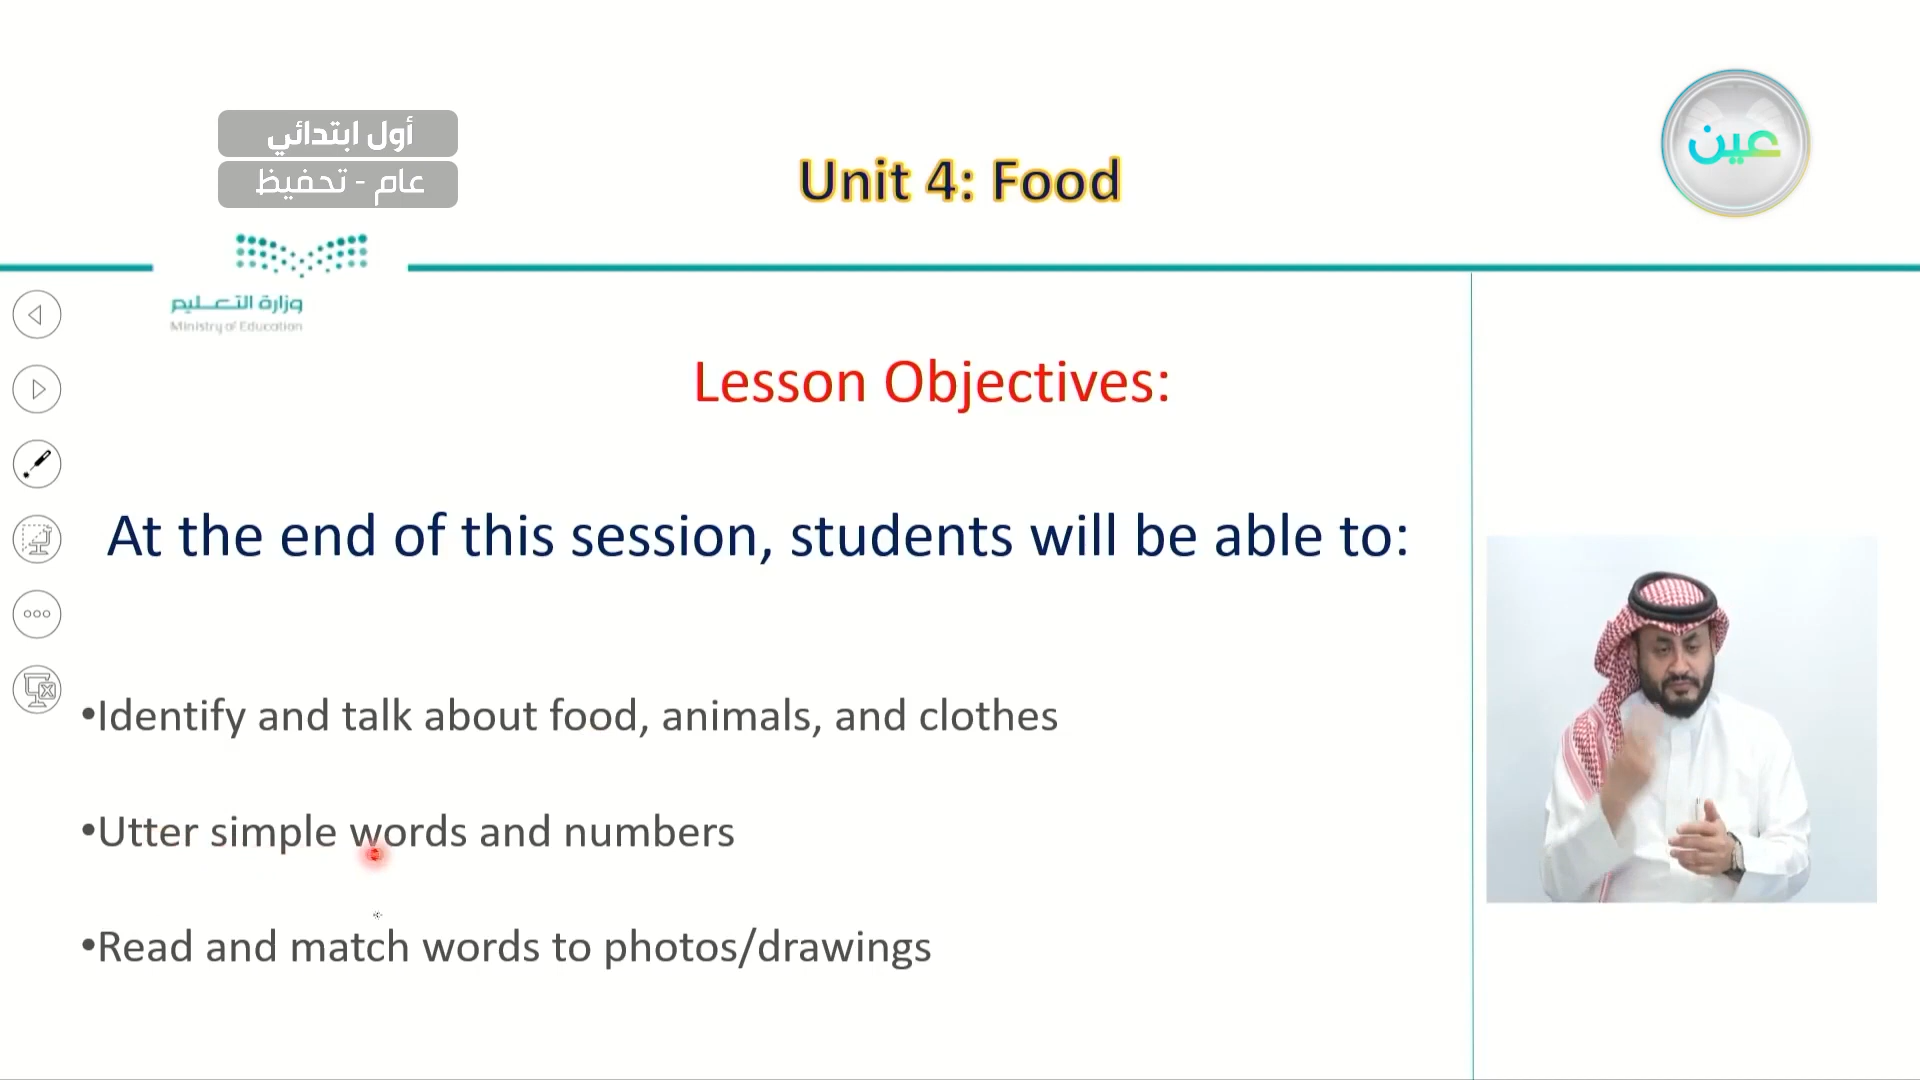 أول ابتدائي
عام - تحفيظ
عين
Unit 4: Food
وزارة التعليم
Ministry of Education
Lesson Objectives:
At the end of this session, students will be able to:
•Identify and talk about food, animals, and clothes
•Utter simple words and numbers
•Read and match words to photos/drawings